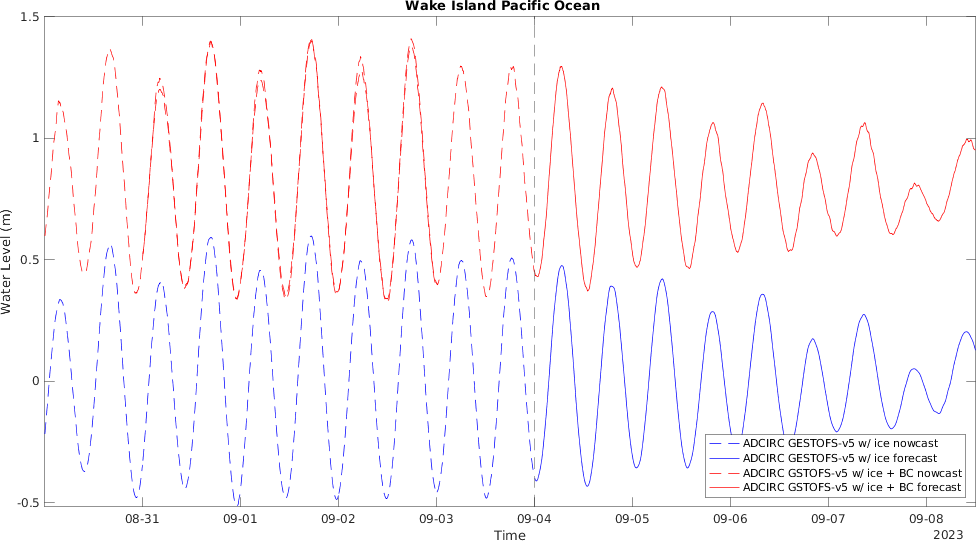 Wake Island Pacific Ocean
1.5
1
0.5
0
-0.5
Water Level (m)
ADCIRC GESTOFS-v5 w/ ice nowcast
ADCIRC GESTOFS-v5 w/ ice forecast
ADCIRC GSTOFS-v5 w/ ice + BC nowcast
ADCIRC GSTOFS-v5 w/ ice + BC forecast
08-31 09-01 09-02 09-03 09-04 09-05 09-06 09-07 09-08
Time
2023